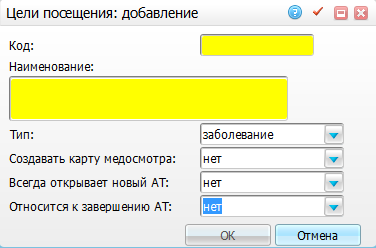 Цели посещения: добавление
Код:
Наименование:
Тип: заболевание
Создавать карту медосмотра: нет
Всегда открывает новый АТ: нет
Относится к завершению АТ: нет
ОК Отмена